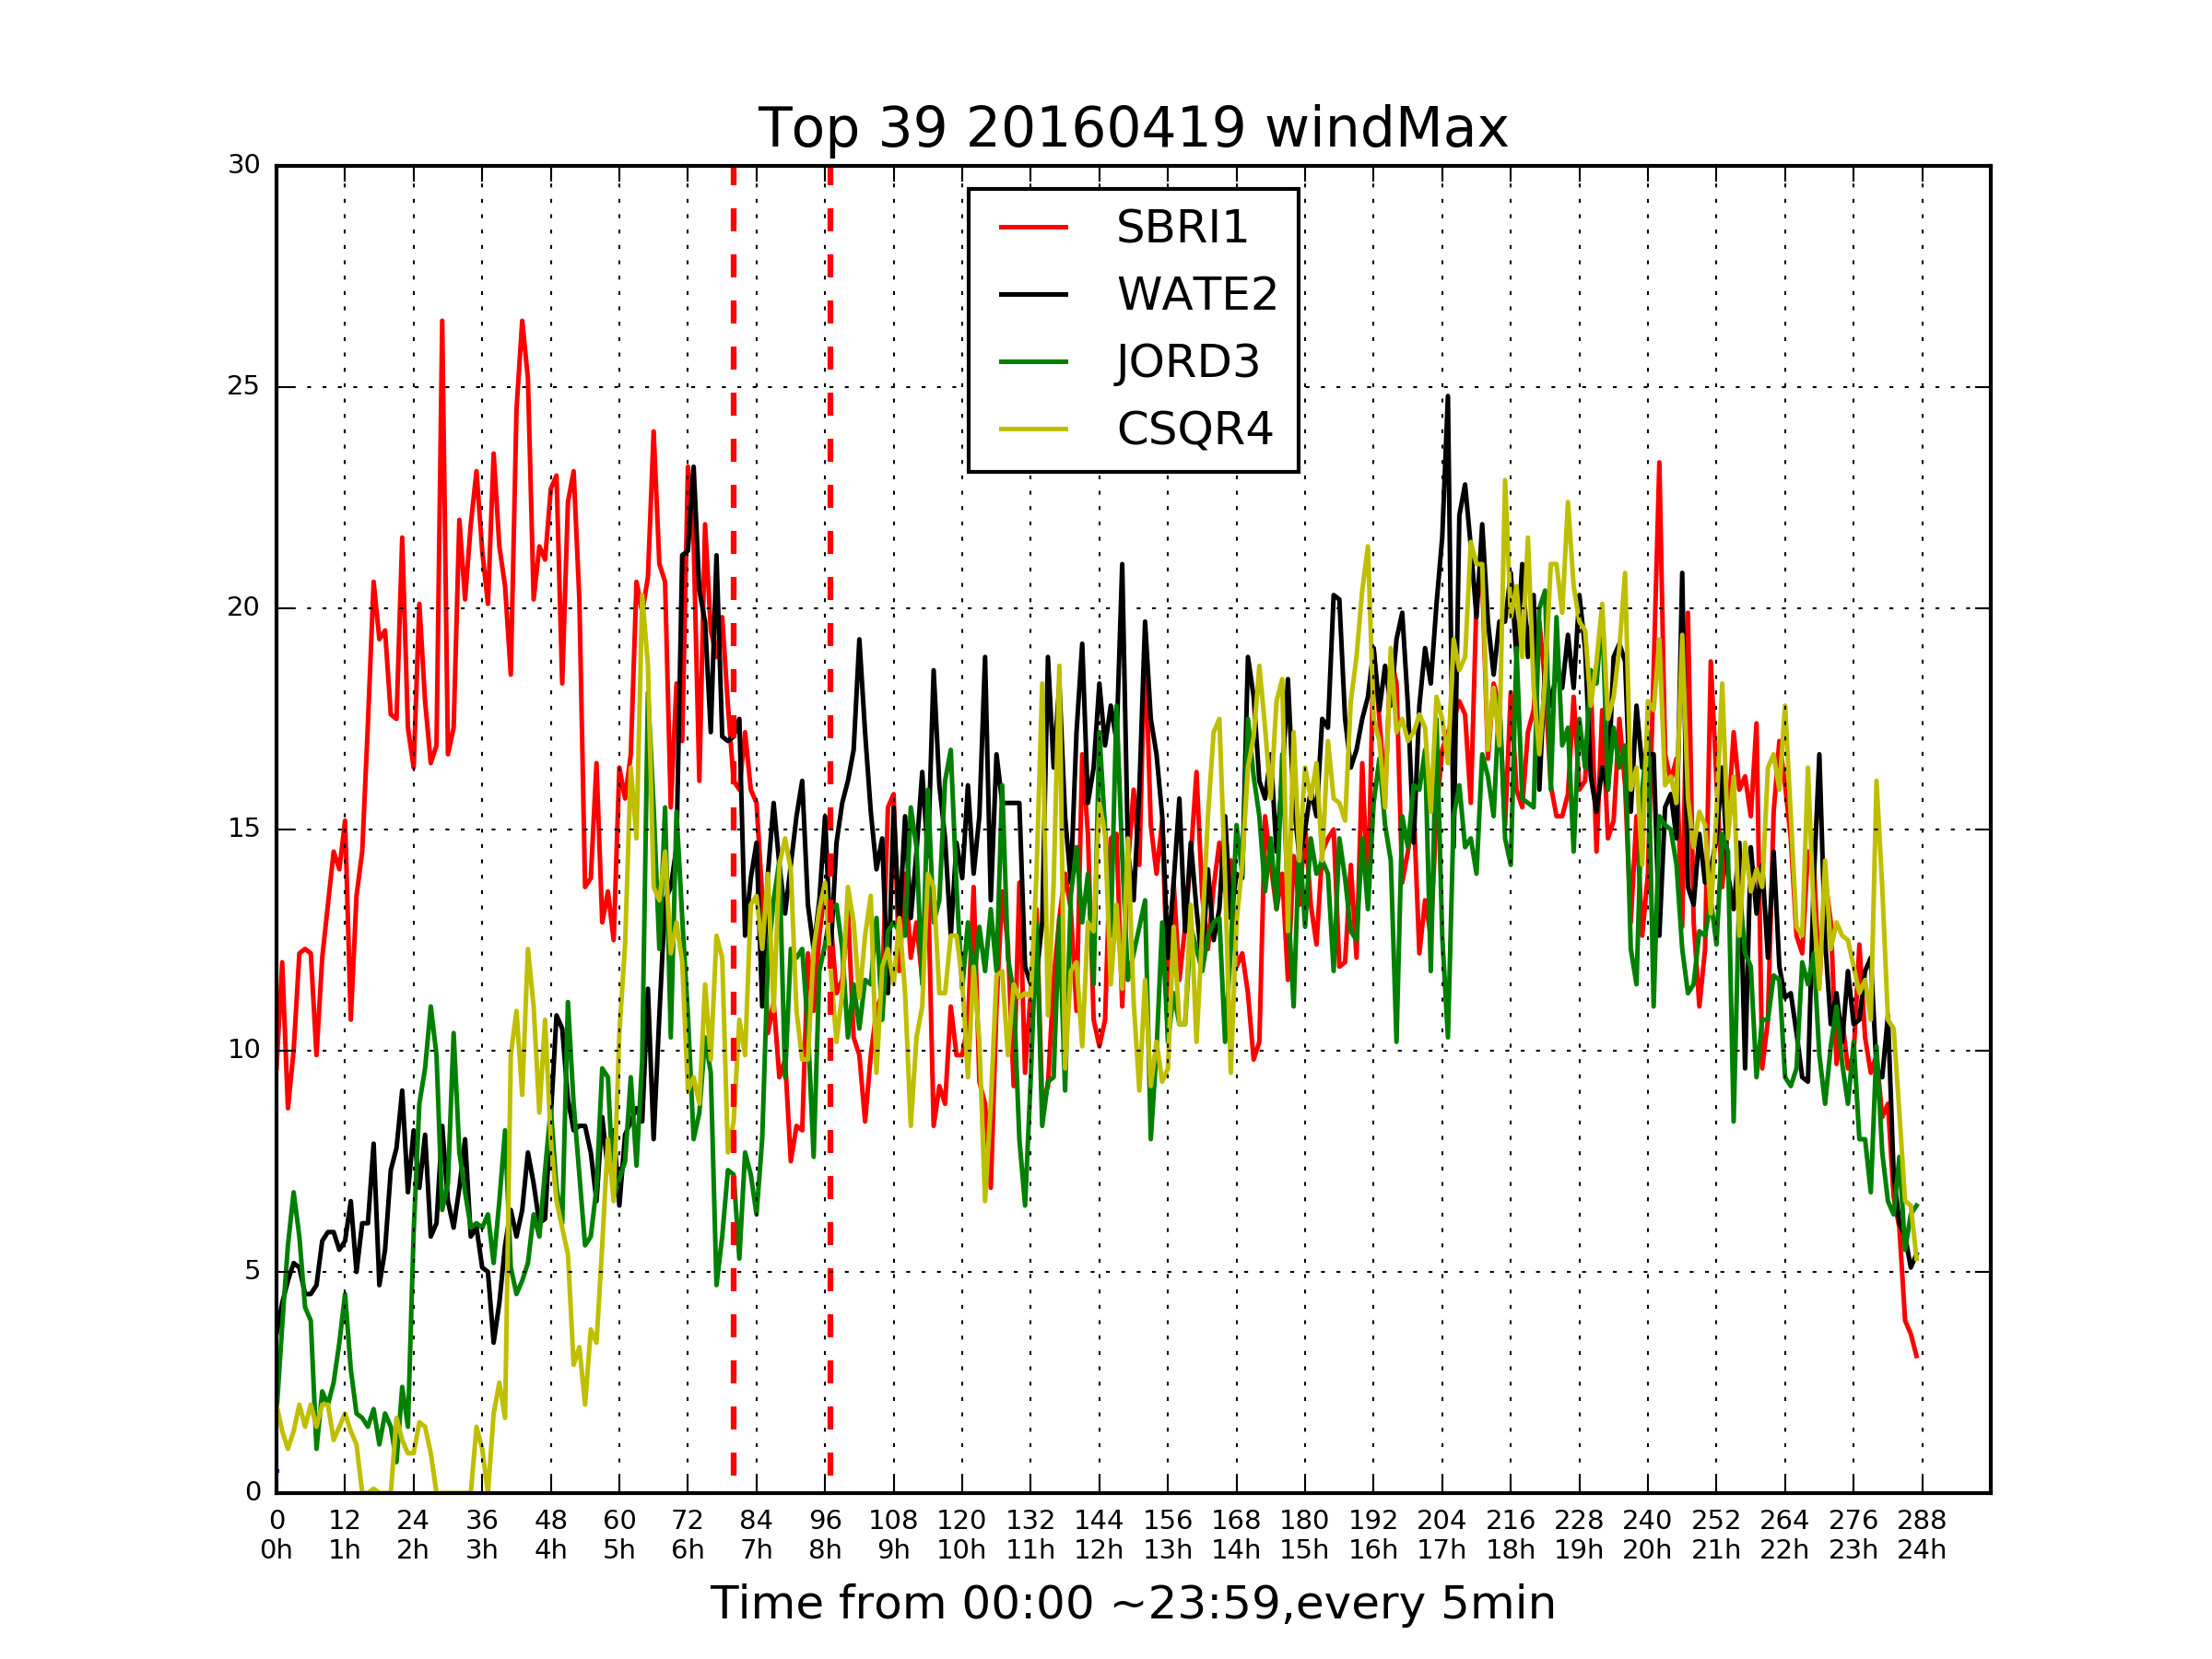 Top 39 20160419 windMax
30
25
20
15
10
5
0
SBRI1
WATE2
JORD3
CSQR4
0 12 24 36 48 60 72 84 96 108 120 132 144 156 168 180 192 204 216 228 240 252 264 276 288
0h 1h 2h 3h 4h 5h 6h 7h 8h 9h 10h 11h 12h 13h 14h 15h 16h 17h 18h 19h 20h 21h 22h 23h 24h
Time from 00:00 ~23:59,every 5min